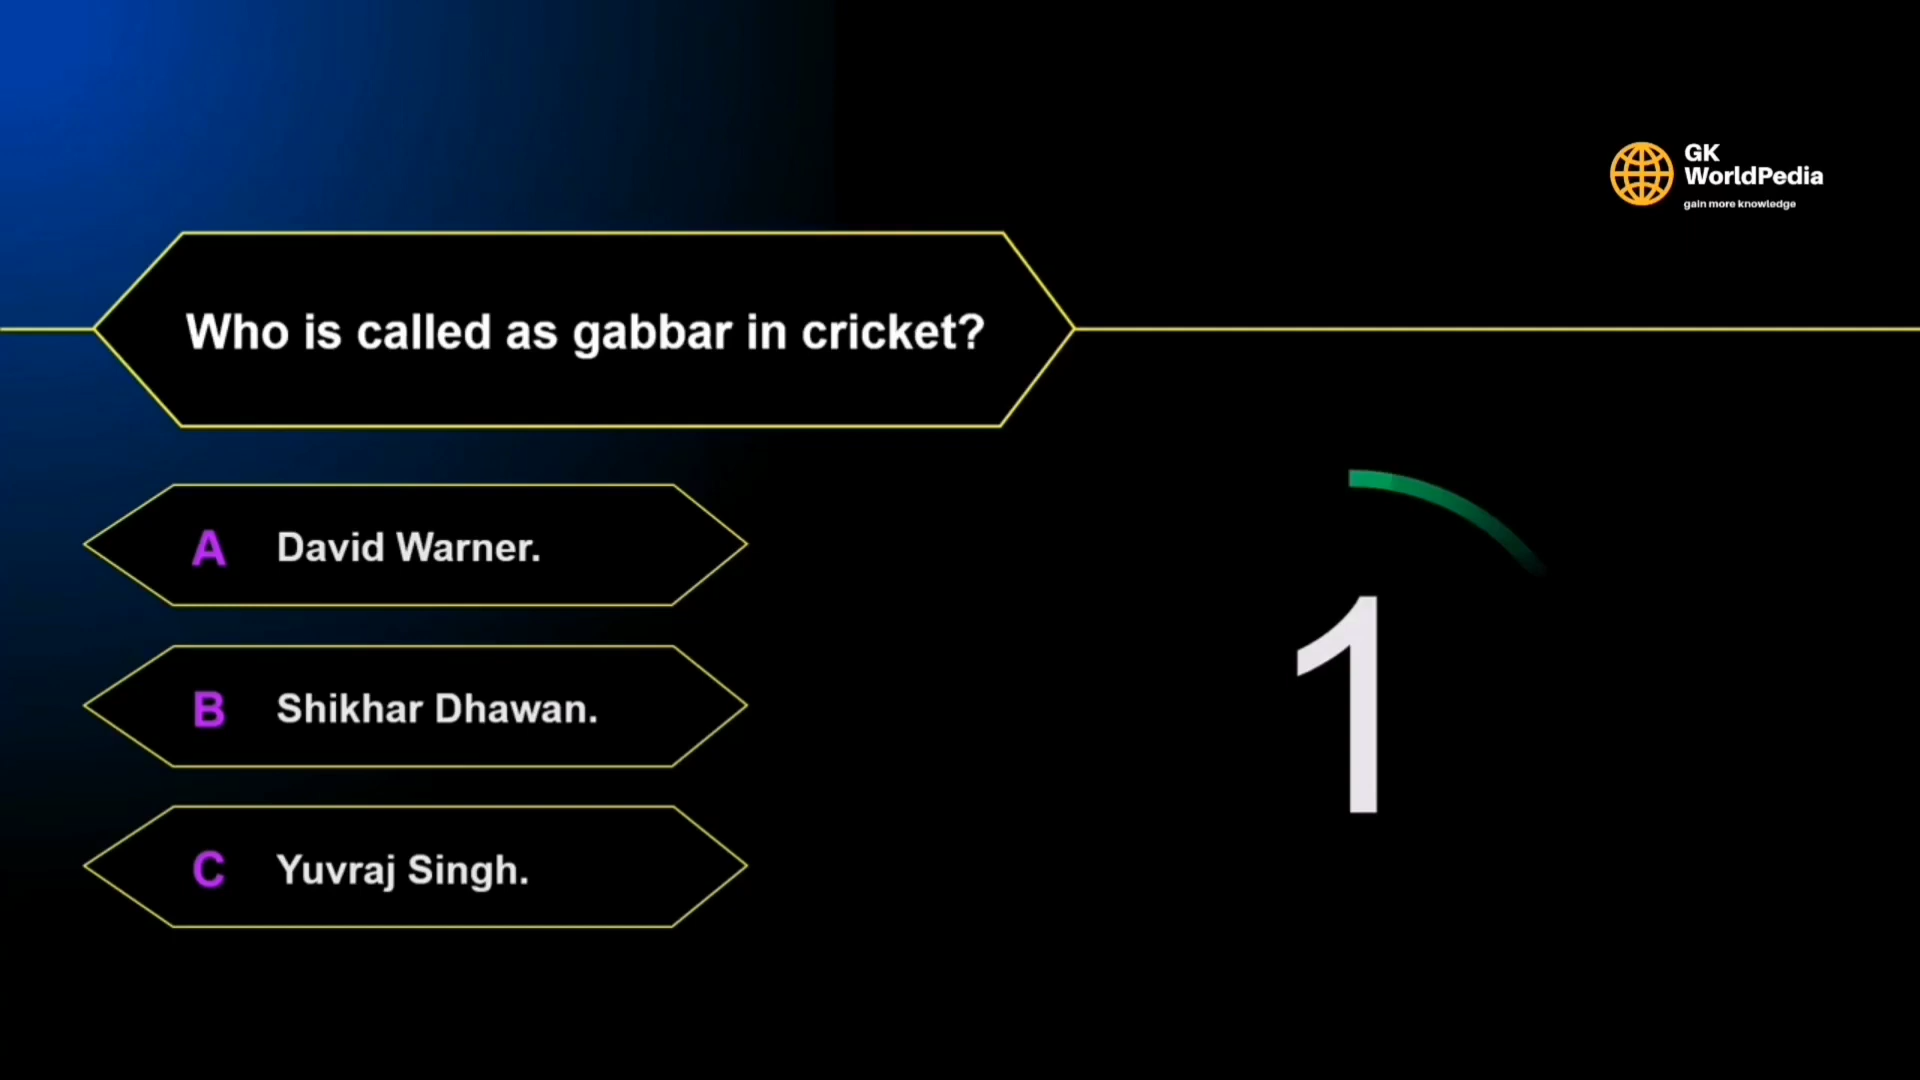 GK
WorldPedia
gain more knowledge
Who is called as gabbar in cricket?
A David Warner.
B Shikhar Dhawan.
C Yuvraj Singh.
1